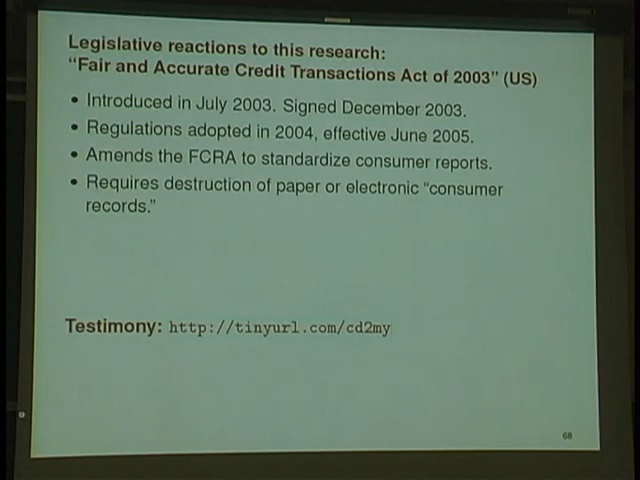 Legislative reactions to this research:
“Fair and Accurate Credit Transactions Act of 2003” (US)
• Introduced in July 2003. Signed December 2003.
• Regulations adopted in 2004, effective June 2005.
• Amends the FCRA to standardize consumer reports.
• Requires destruction of paper or electronic “consumer
records.”
Testimony: http://tinyurl.com/cd2my
68